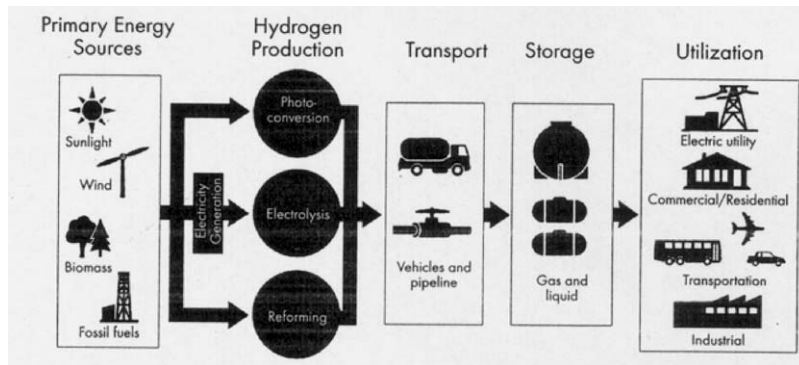 Primary Energy
Sources
Hydrogen
Production
Transport
Storage
Utilization
Sunlight
Wind
Biomass
Fossil fuels
Electricity
Generation
Photo-
conversion
Electrolysis
Reforming
Vehicles and
pipeline
Gas and
liquid
Electric utility
Commercial/Residential
Transportation
Industrial